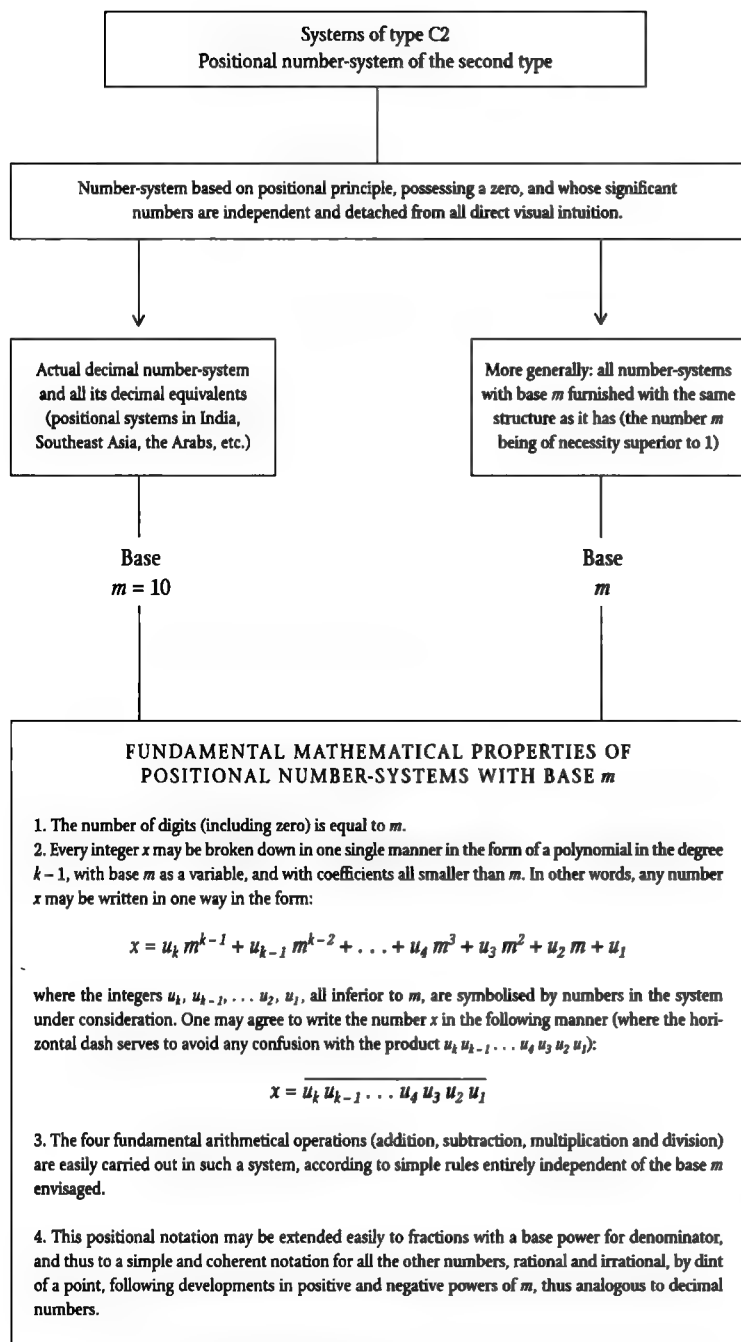 Systems of type C2
Positional number-system of the second type
Number-system based on positional principle, possessing a zero, and whose significant
numbers are independent and detached from all direct visual intuition.
Actual decimal number-system
and all its decimal equivalents
(positional systems in India,
Southeast Asia, the Arabs, etc.)
More generally: all number-systems
with base m furnished with the same
structure as it has (the number m
being of necessity superior to 1)
Base
m = 10
Base
m
FUNDAMENTAL MATHEMATICAL PROPERTIES OF
POSITIONAL NUMBER-SYSTEMS WITH BASE m
1. The number of digits (including zero) is equal to m.
2. Every integer x may be broken down in one single manner in the form of a polynomial in the degree
k – 1, with base m as a variable, and with coefficients all smaller than m. In other words, any number
x may be written in one way in the form:
x = u_k m^{k–1} + u_{k–1} m^{k–2} + . . . + u_4 m^3 + u_3 m^2 + u_2 m + u_1
where the integers u_k, u_{k–1}, . . . u_2, u_1, all inferior to m, are symbolised by numbers in the system
under consideration. One may agree to write the number x in the following manner (where the hori-
zontal dash serves to avoid any confusion with the product u_k u_{k–1} . . . u_4 u_3 u_2 u_1):
x = \overline{u_k u_{k–1} . . . u_4 u_3 u_2 u_1}
3. The four fundamental arithmetical operations (addition, subtraction, multiplication and division)
are easily carried out in such a system, according to simple rules entirely independent of the base m
envisaged.
4. This positional notation may be extended easily to fractions with a base power for denominator,
and thus to a simple and coherent notation for all the other numbers, rational and irrational, by dint
of a point, following developments in positive and negative powers of m, thus analogous to decimal
numbers.